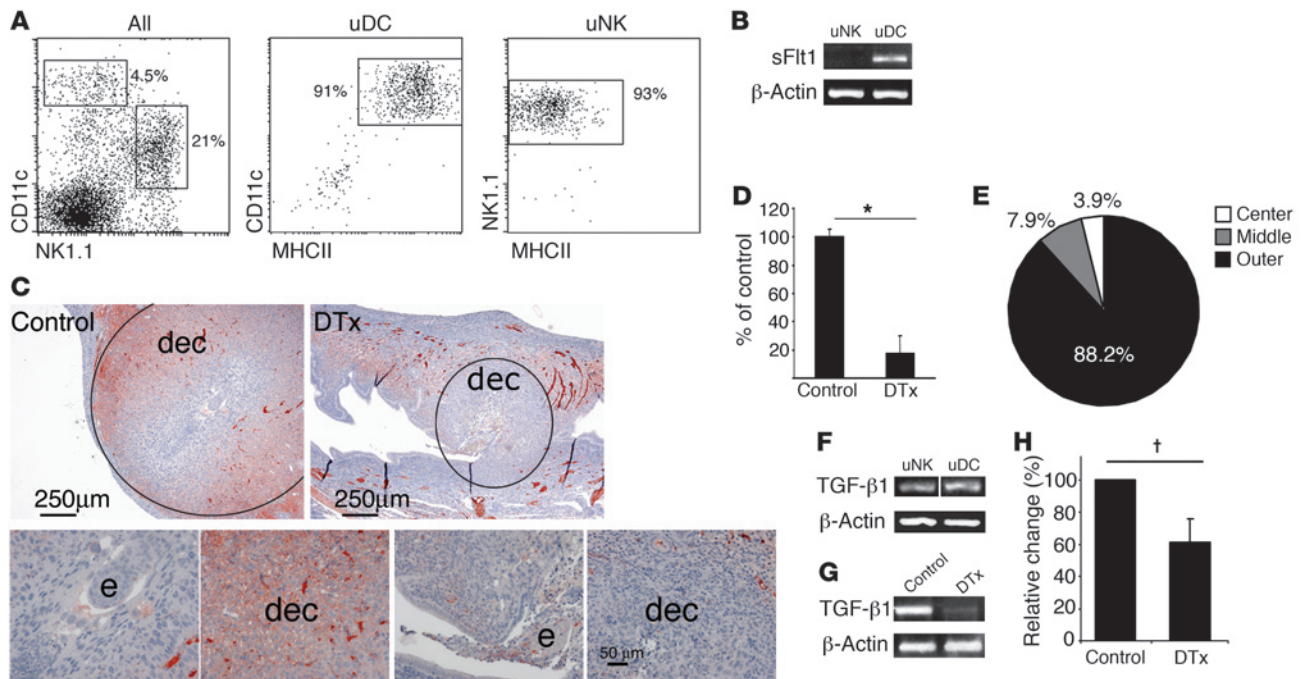 A
All
4.5%
21%
CD11c
NK1.1
uDC
91%
CD11c
MHCII
uNK
93%
NK1.1
MHCII
B
uNK uDC
sFlt1
β-Actin
C
Control
dec
250μm
DTx
dec
250μm
e
dec
e
dec
50 μm
D
120
100
80
60
40
20
% of control
*
Control DTx
E
3.9%
7.9%
88.2%
Center
Middle
Outer
F
uNK uDC
TGF-β1
β-Actin
G
Control DTx
TGF-β1
β-Actin
H
Relative change (%)
†
100
80
60
40
20
0
Control DTx